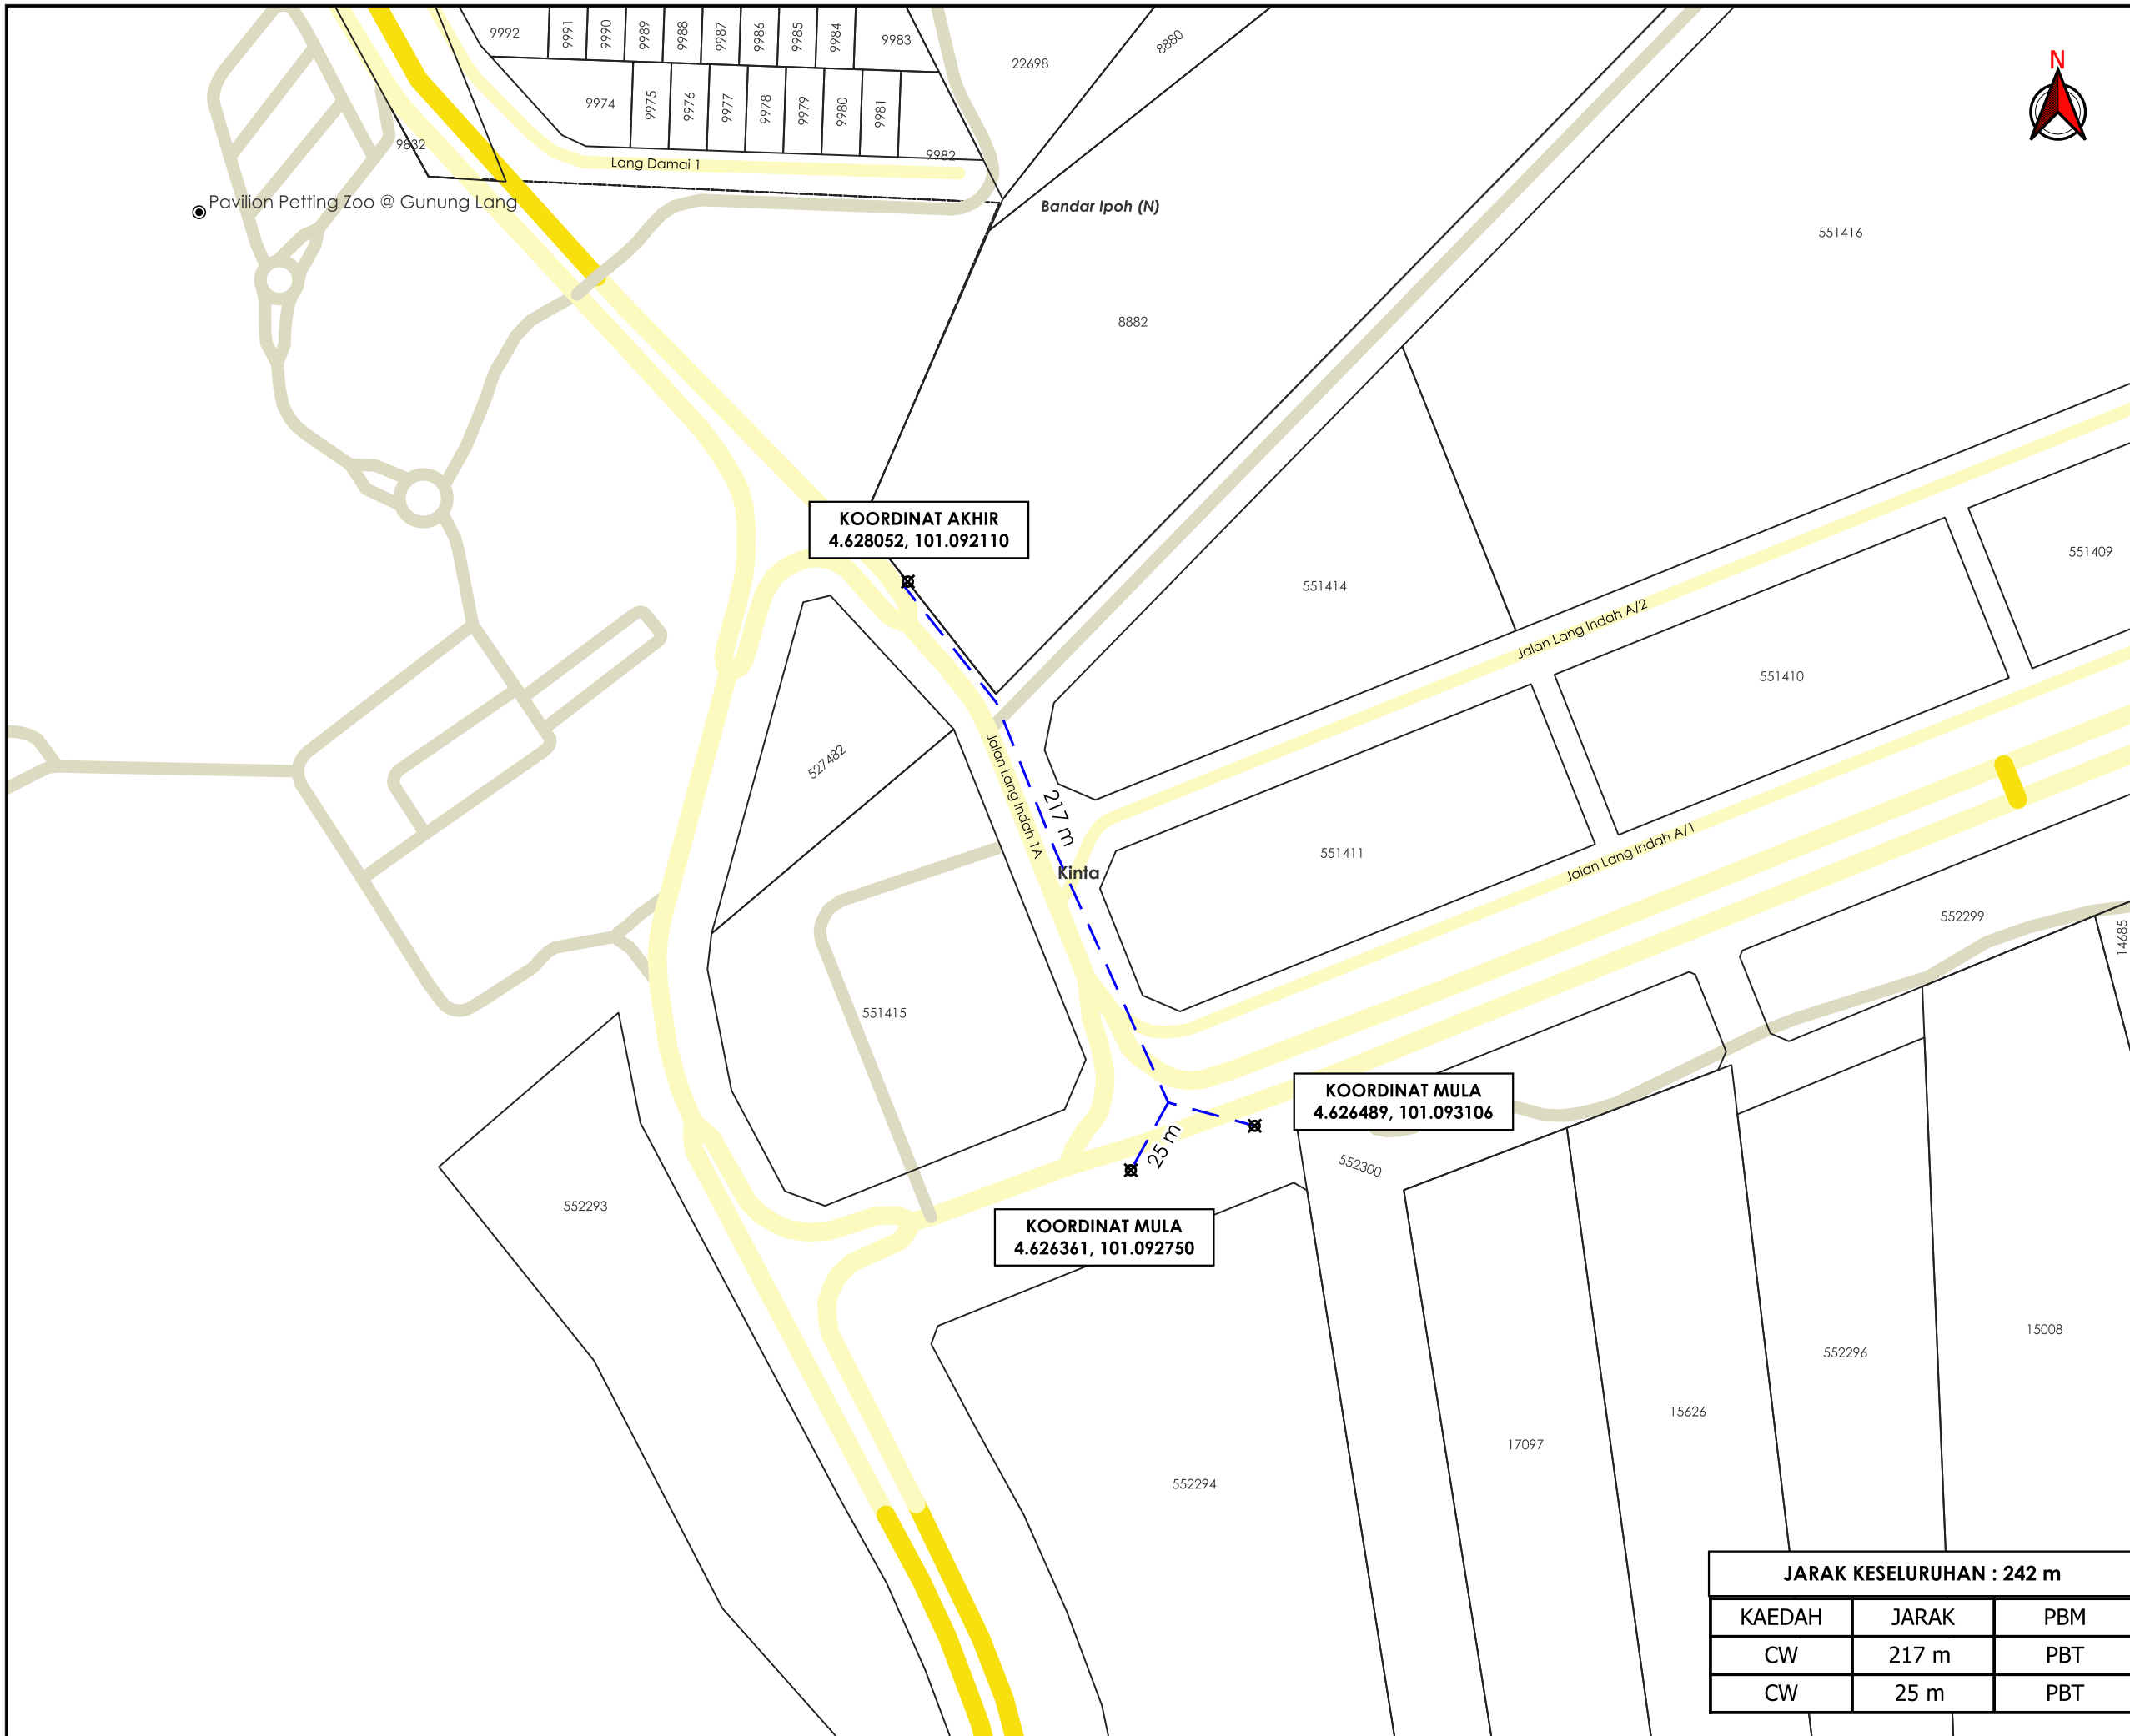 N
9992
9991
9990
9989
9988
9987
9986
9985
9984
9983
22698
8880
9974
9975
9976
9977
9978
9979
9980
9981
9982
9832
Lang Damai 1
Pavilion Petting Zoo @ Gunung Lang
Bandar Ipoh (N)
551416
8882
KOORDINAT AKHIR
4.628052, 101.092110
551414
551409
Jalan Lang Indah A/2
551410
527482
Jalan Lang Indah 1A
217 m
Kinta
551411
Jalan Lang Indah A/1
552299
14685
551415
KOORDINAT MULA
4.626489, 101.093106
25 m
552300
552293
KOORDINAT MULA
4.626361, 101.092750
15008
552296
15626
17097
552294
JARAK KESELURUHAN : 242 m
KAEDAH JARAK PBM
CW 217 m PBT
CW 25 m PBT